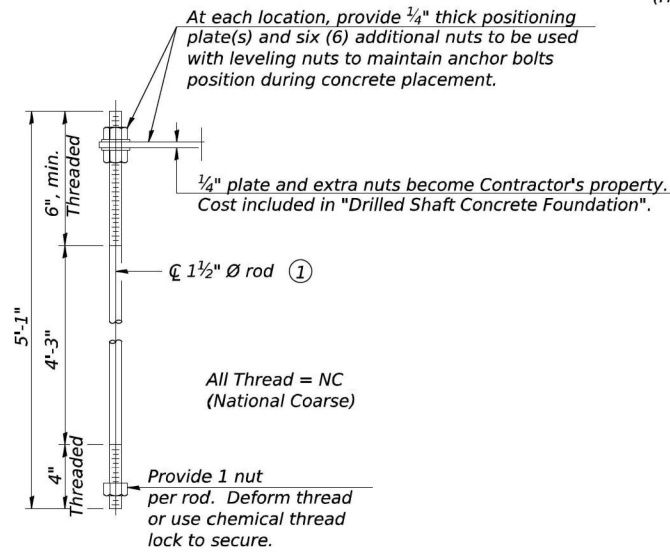 At each location, provide ¼" thick positioning
plate(s) and six (6) additional nuts to be used
with leveling nuts to maintain anchor bolts
position during concrete placement.
6", min.
Threaded
¼" plate and extra nuts become Contractor's property.
Cost included in "Drilled Shaft Concrete Foundation".
℄ 1½" Ø rod ①
5'-1"
4'-3"
All Thread = NC
(National Coarse)
4"
Threaded
Provide 1 nut
per rod. Deform thread
or use chemical thread
lock to secure.